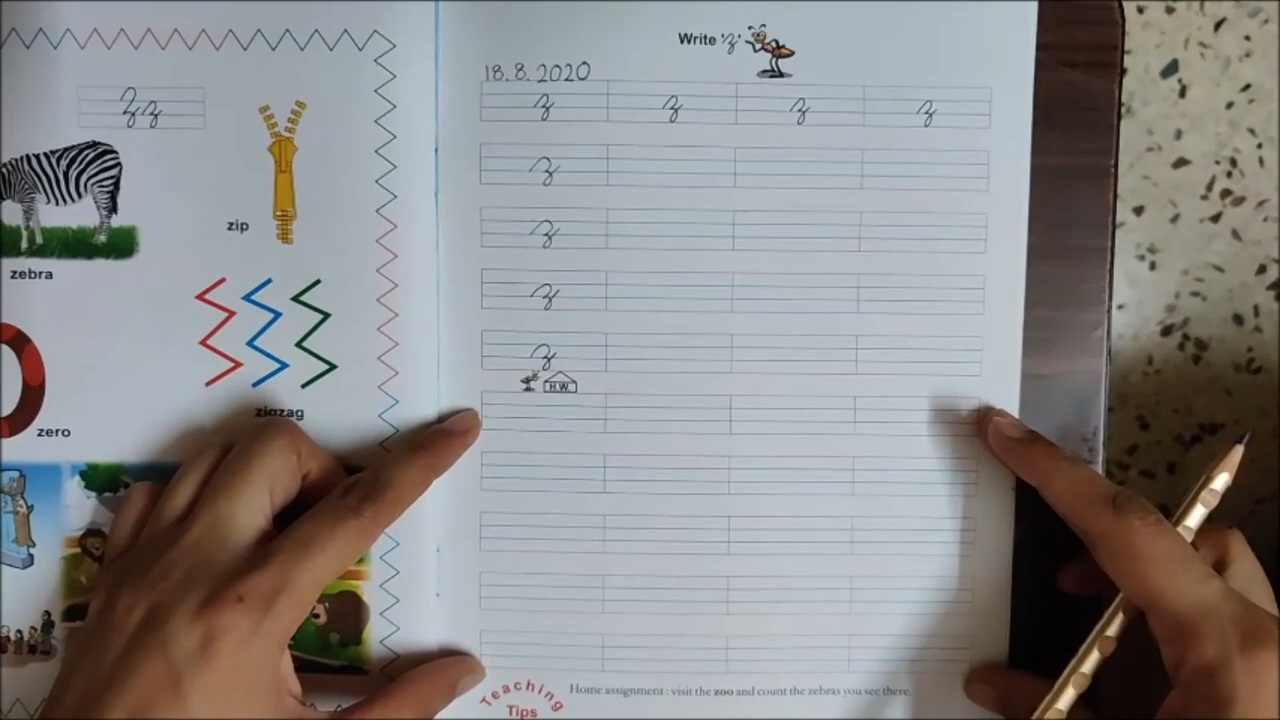 z z
zip
zebra
zigzag
zero
Write 'z'
18.8.2020
z z z z
z
z
z
z
H.W.
Teaching
Tips
Home assignment : visit the zoo and count the zebras you see there.